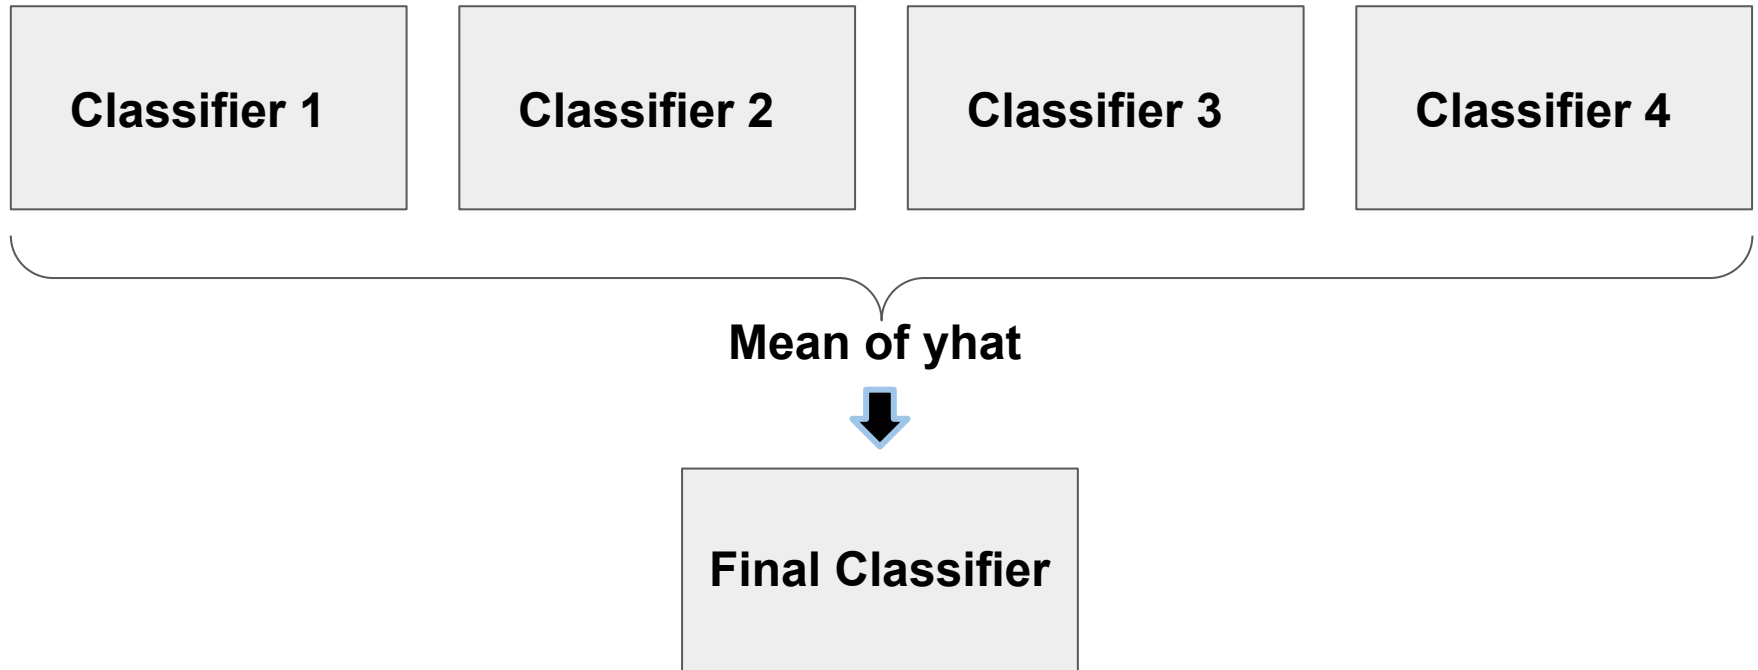 Classifier 1
Classifier 2
Classifier 3
Classifier 4
Mean of yhat
Final Classifier